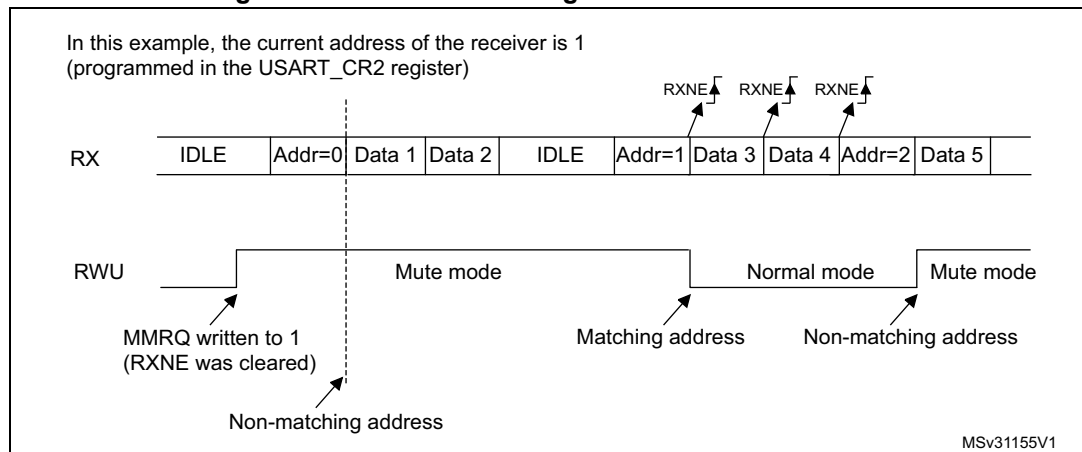 In this example, the current address of the receiver is 1
(programmed in the USART_CR2 register)
RXNE RXNE RXNE
RX IDLE Addr=0 Data 1 Data 2 IDLE Addr=1 Data 3 Data 4 Addr=2 Data 5
RWU Mute mode Normal mode Mute mode
MMRQ written to 1 Matching address Non-matching address
(RXNE was cleared)
Non-matching address
MSv31155V1